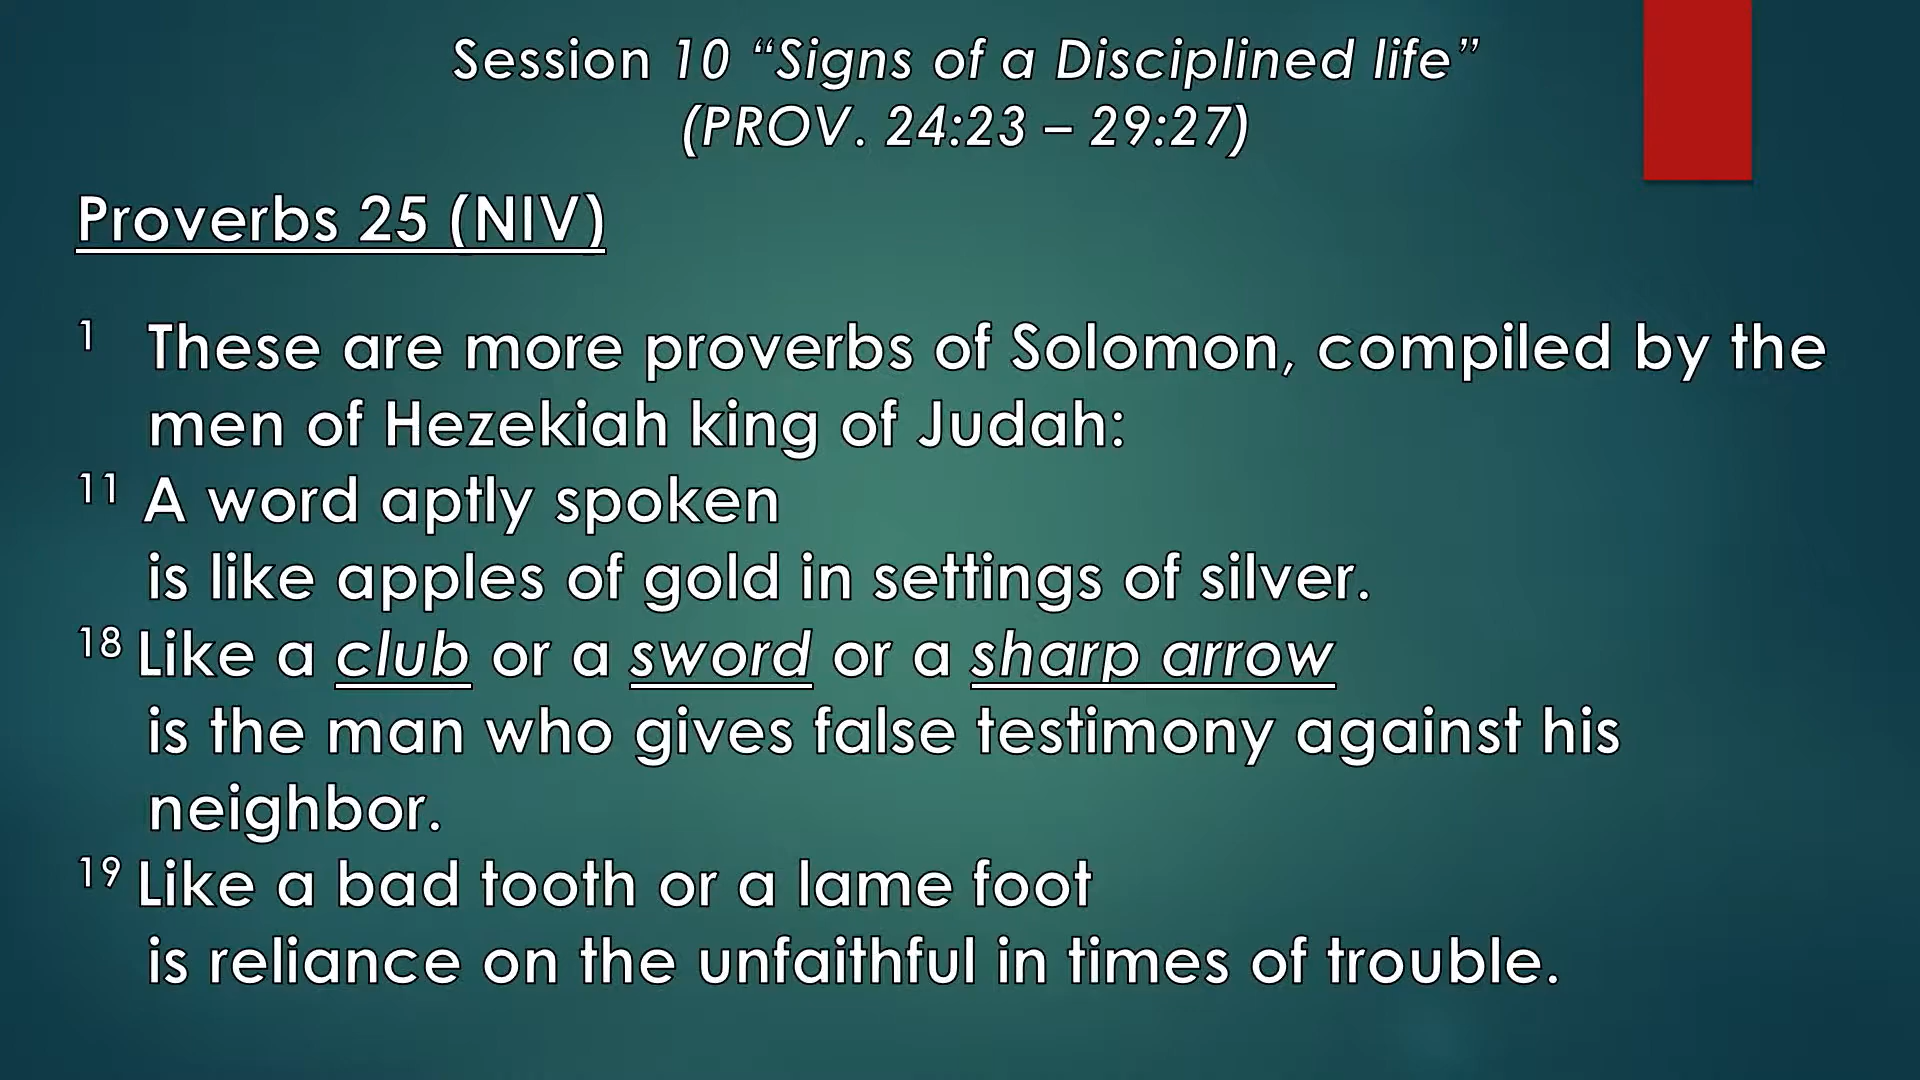 Session 10 “Signs of a Disciplined life”
(PROV. 24:23 – 29:27)
Proverbs 25 (NIV)
1 These are more proverbs of Solomon, compiled by the
men of Hezekiah king of Judah:
11 A word aptly spoken
is like apples of gold in settings of silver.
18 Like a club or a sword or a sharp arrow
is the man who gives false testimony against his
neighbor.
19 Like a bad tooth or a lame foot
is reliance on the unfaithful in times of trouble.